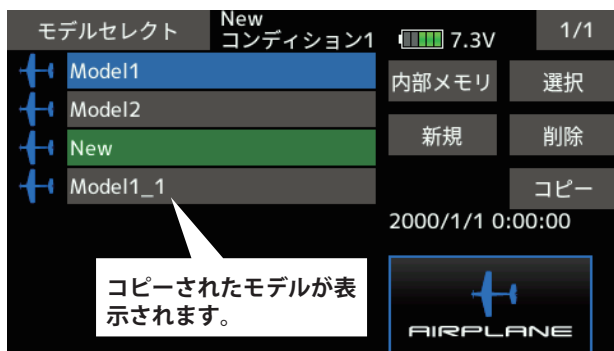 モデルセレクト
New
コンディション1
7.3V
1/1
Model1
内部メモリ
選択
Model2
New
新規
削除
Model1_1
コピー
2000/1/1 0:00:00
コピーされたモデルが表
示されます。
AIRPLANE